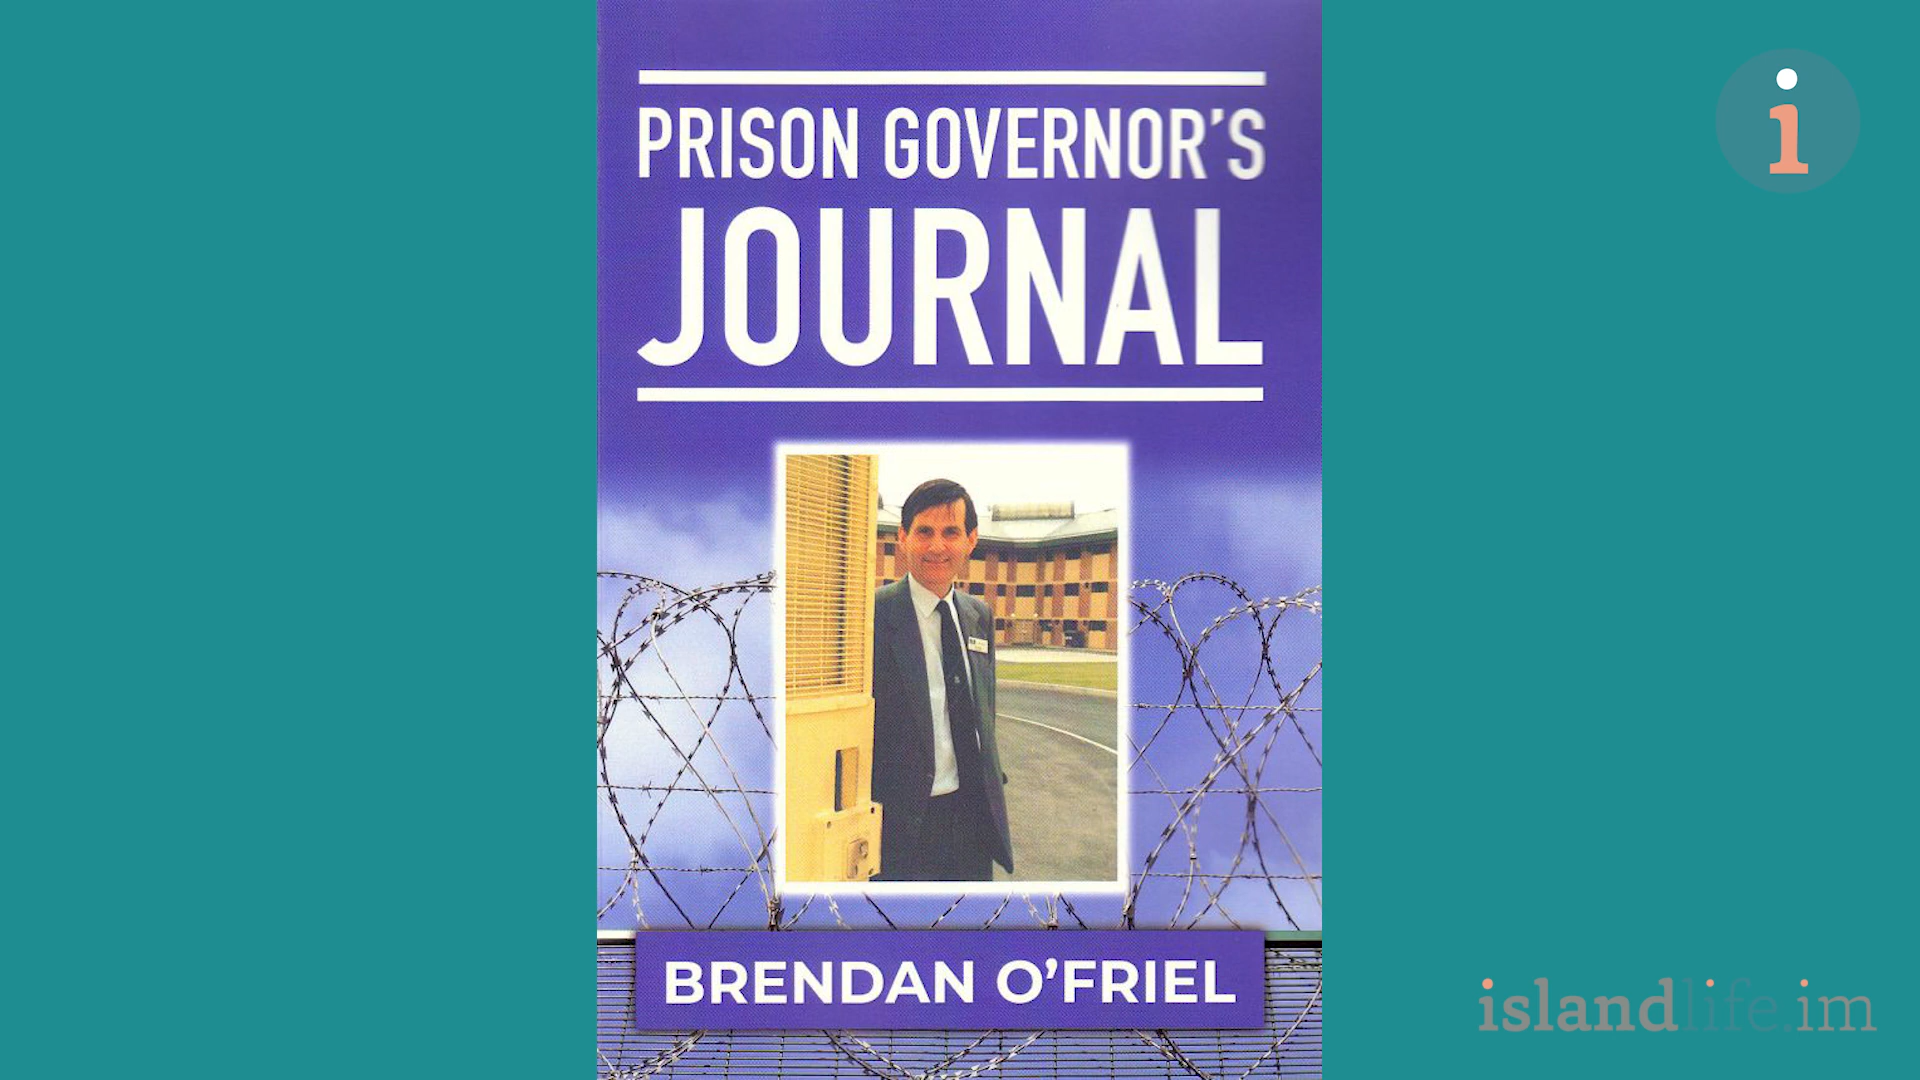 PRISON GOVERNOR’S
JOURNAL
BRENDAN O’FRIEL
i
islandlife.im